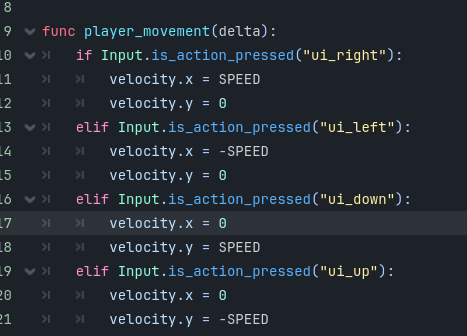 8
9 func player_movement(delta):
10 if Input.is_action_pressed("ui_right"):
11 velocity.x = SPEED
12 velocity.y = 0
13 elif Input.is_action_pressed("ui_left"):
14 velocity.x = -SPEED
15 velocity.y = 0
16 elif Input.is_action_pressed("ui_down"):
17 velocity.x = 0
18 velocity.y = SPEED
19 elif Input.is_action_pressed("ui_up"):
20 velocity.x = 0
21 velocity.y = -SPEED